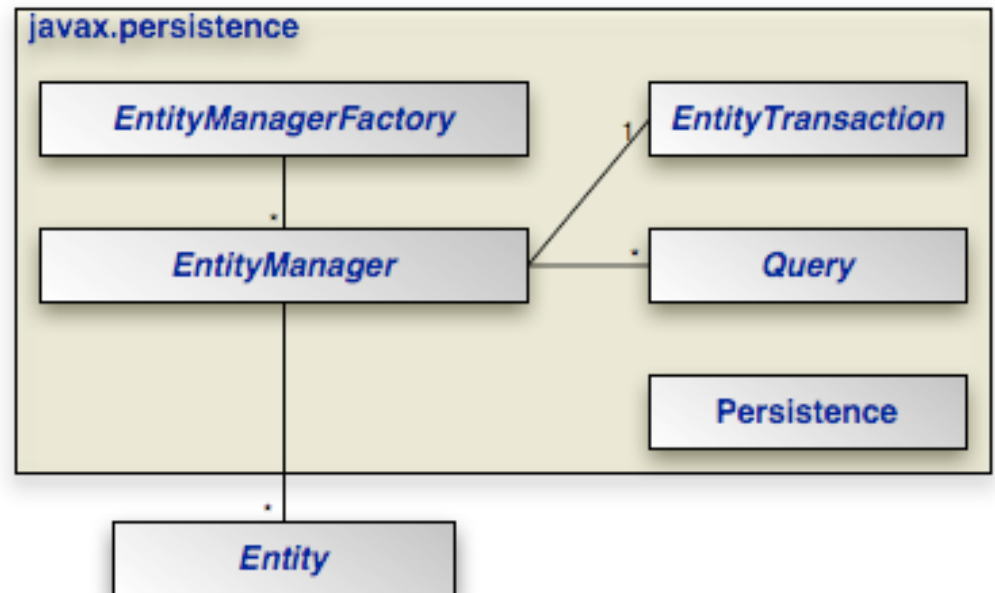 javax.persistence
EntityManagerFactory
EntityTransaction
1
*
EntityManager
*
Query
Persistence
*
Entity